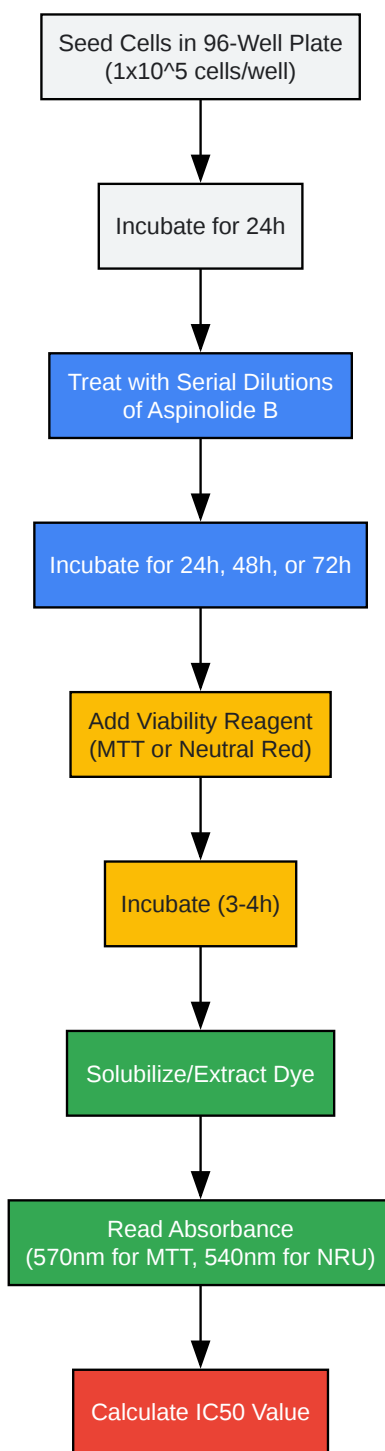 Seed Cells in 96-Well Plate
(1x10^5 cells/well)
Incubate for 24h
Treat with Serial Dilutions
of Aspinolide B
Incubate for 24h, 48h, or 72h
Add Viability Reagent
(MTT or Neutral Red)
Incubate (3-4h)
Solubilize/Extract Dye
Read Absorbance
(570nm for MTT, 540nm for NRU)
Calculate IC50 Value